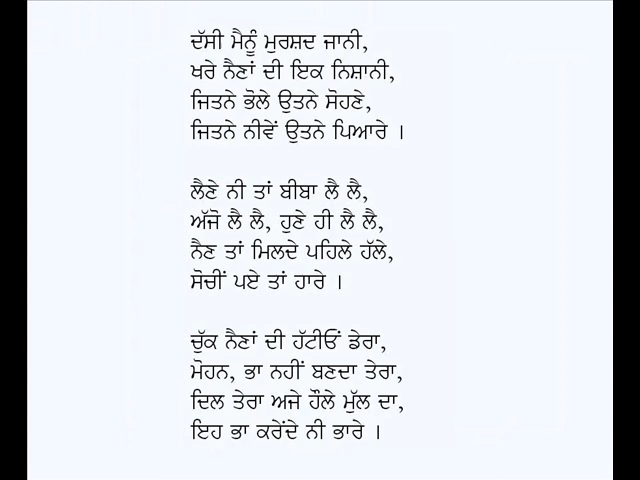 ਦੱਸੀ ਮੈਨੂੰ ਮੁਰਸ਼ਦ ਜਾਨੀ,
ਖਰੇ ਨੈਣਾਂ ਦੀ ਇਕ ਨਿਸ਼ਾਨੀ,
ਜਿਤਨੇ ਭੋਲੇ ਉਤਨੇ ਸੋਹਣੇ,
ਜਿਤਨੇ ਨੀਵੇਂ ਉਤਨੇ ਪਿਆਰੇ ।
ਲੈਣੇ ਨੀ ਤਾਂ ਬੀਬਾ ਲੈ ਲੈ,
ਅੱਜੋ ਲੈ ਲੈ, ਹੁਣੇ ਹੀ ਲੈ ਲੈ,
ਨੈਣ ਤਾਂ ਮਿਲਦੇ ਪਹਿਲੇ ਹੱਲੇ,
ਸੋਚੀਂ ਪਏ ਤਾਂ ਹਾਰੇ ।
ਚੁੱਕ ਨੈਣਾਂ ਦੀ ਹੱਟੀਓਂ ਡੇਰਾ,
ਮੋਹਨ, ਭਾ ਨਹੀਂ ਬਣਦਾ ਤੇਰਾ,
ਦਿਲ ਤੇਰਾ ਅਜੇ ਹੌਲੇ ਮੁੱਲ ਦਾ,
ਇਹ ਭਾ ਕਰੇਂਦੇ ਨੀ ਭਾਰੇ ।